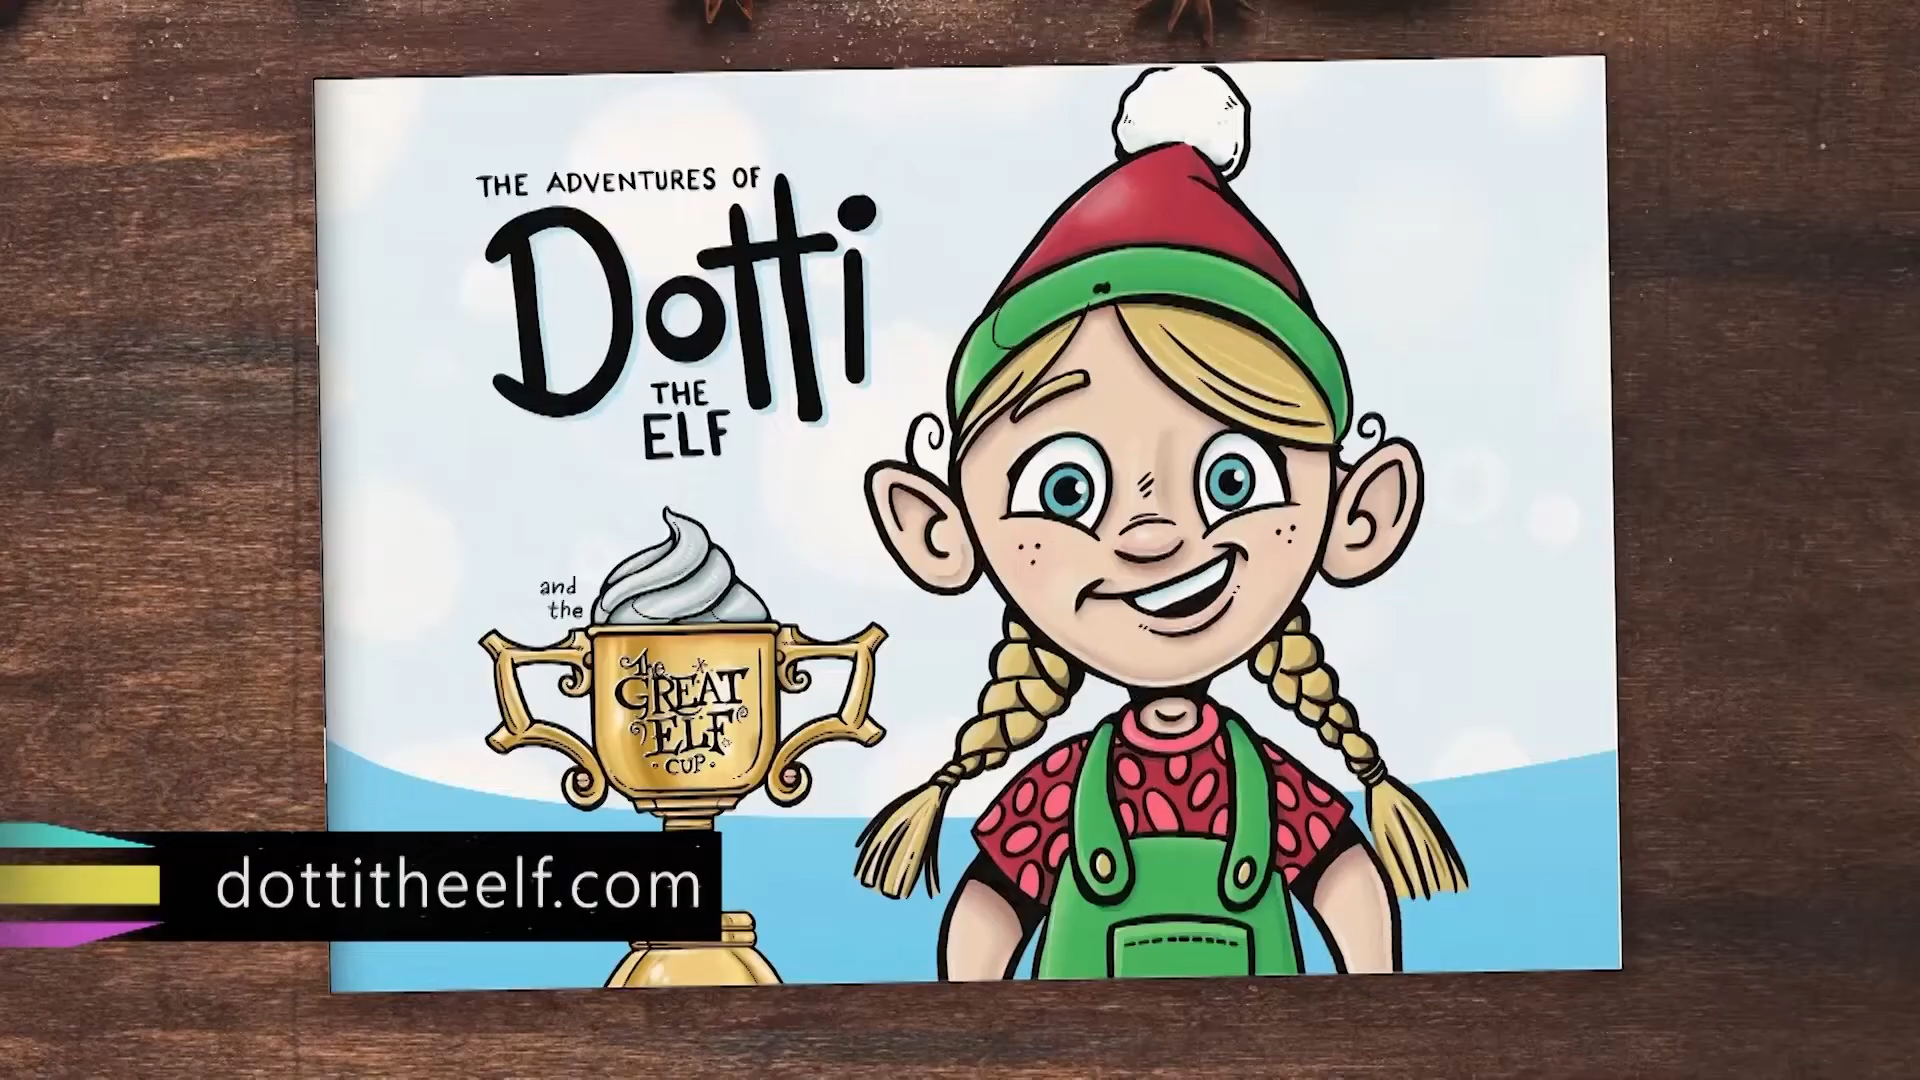 THE ADVENTURES OF
Dotti
THE
ELF
and
the
The
GREAT
ELF
CUP
dottitheelf.com